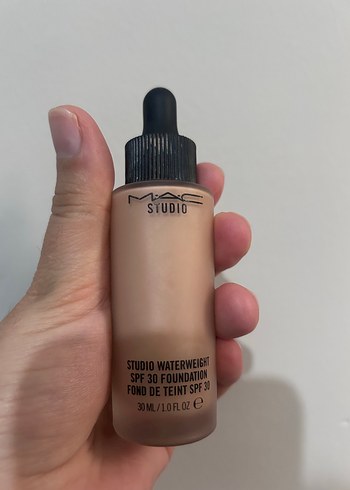 M·A·C
STUDIO
STUDIO WATERWEIGHT
SPF 30 FOUNDATION
FOND DE TEINT SPF 30
30 ML / 1.0 FL OZ ℮